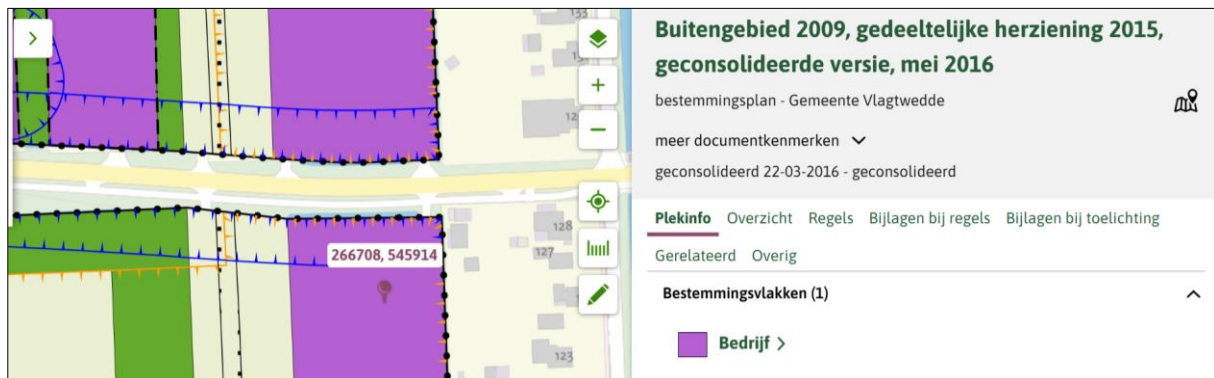 133
12
128
127
123
266708, 545914
Buitengebied 2009, gedeeltelijke herziening 2015,
geconsolideerde versie, mei 2016
bestemmingsplan - Gemeente Vlagtwedde
meer documentkenmerken
geconsolideerd 22-03-2016 - geconsolideerd
Plekinfo Overzicht Regels Bijlagen bij regels Bijlagen bij toelichting
Gerelateerd Overig
Bestemmingsvlakken (1)
Bedrijf >